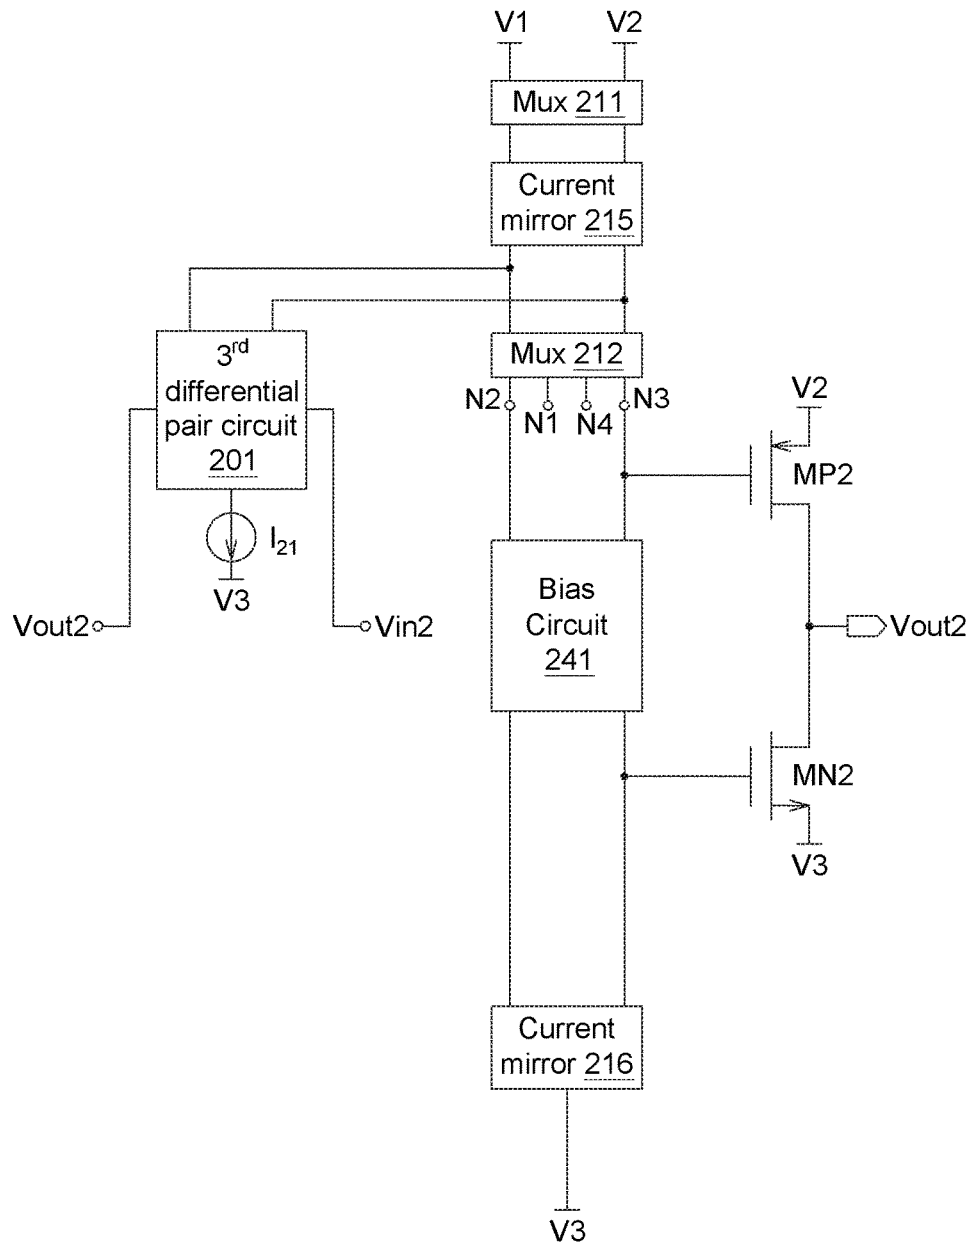 V1
V2
Mux 211
Current
mirror 215
3rd
differential
pair circuit
201
Mux 212
N2
N1
N4
N3
V2
MP2
I21
V3
Vout2
Vin2
Bias
Circuit
241
Vout2
MN2
V3
Current
mirror 216
V3